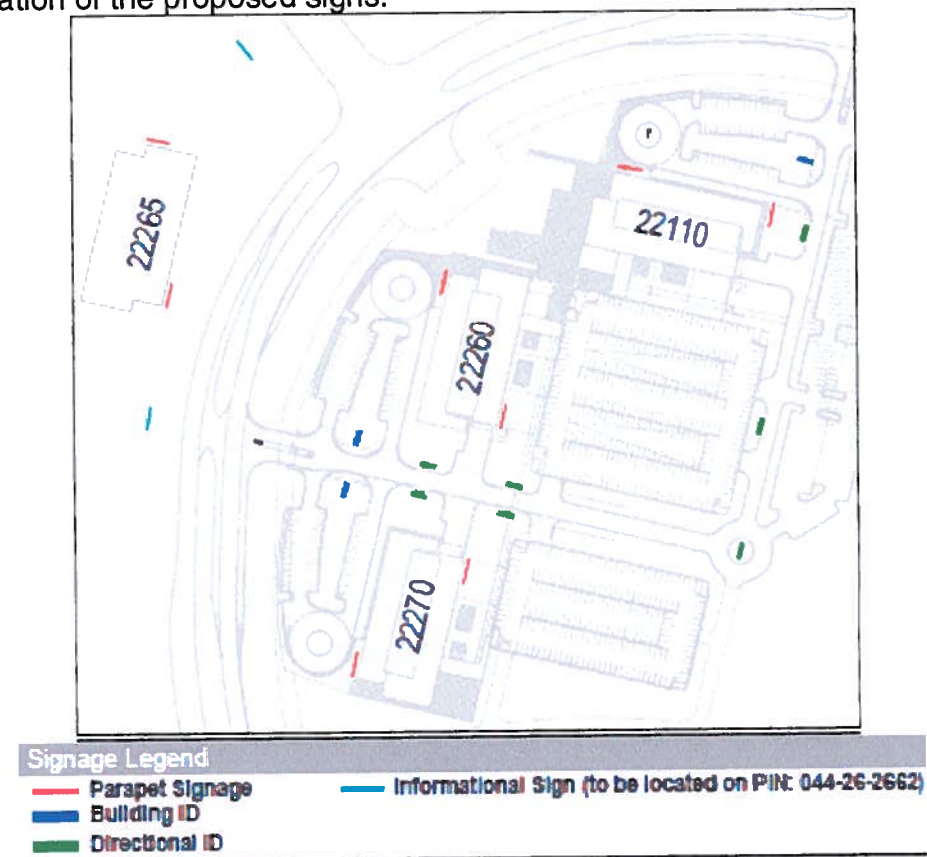 ation of the proposed signs.
22265
22110
22260
22270
Signage Legend
Parapet Signage
Informational Sign (to be located on PIN: 044-26-2662)
Building ID
Directional ID